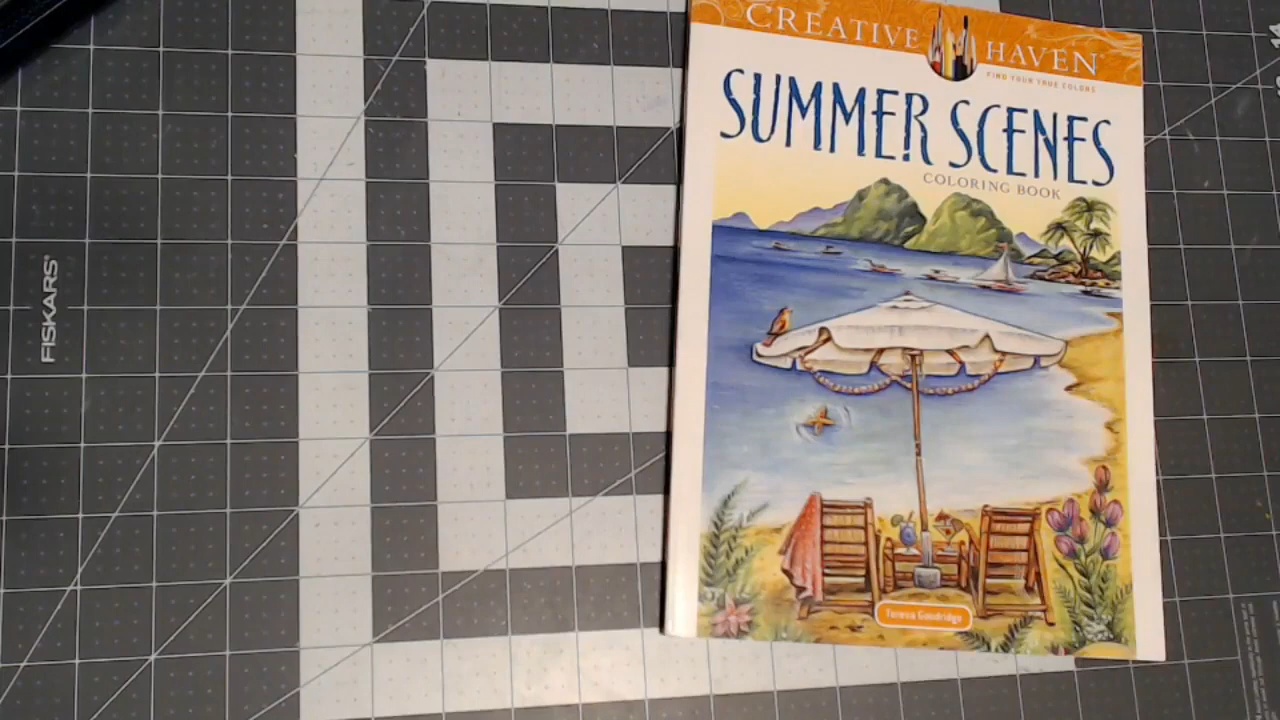 CREATIVE HAVEN
FIND YOUR TRUE COLORS
SUMMER SCENES
COLORING BOOK
Teresa Goodridge
FISKARS